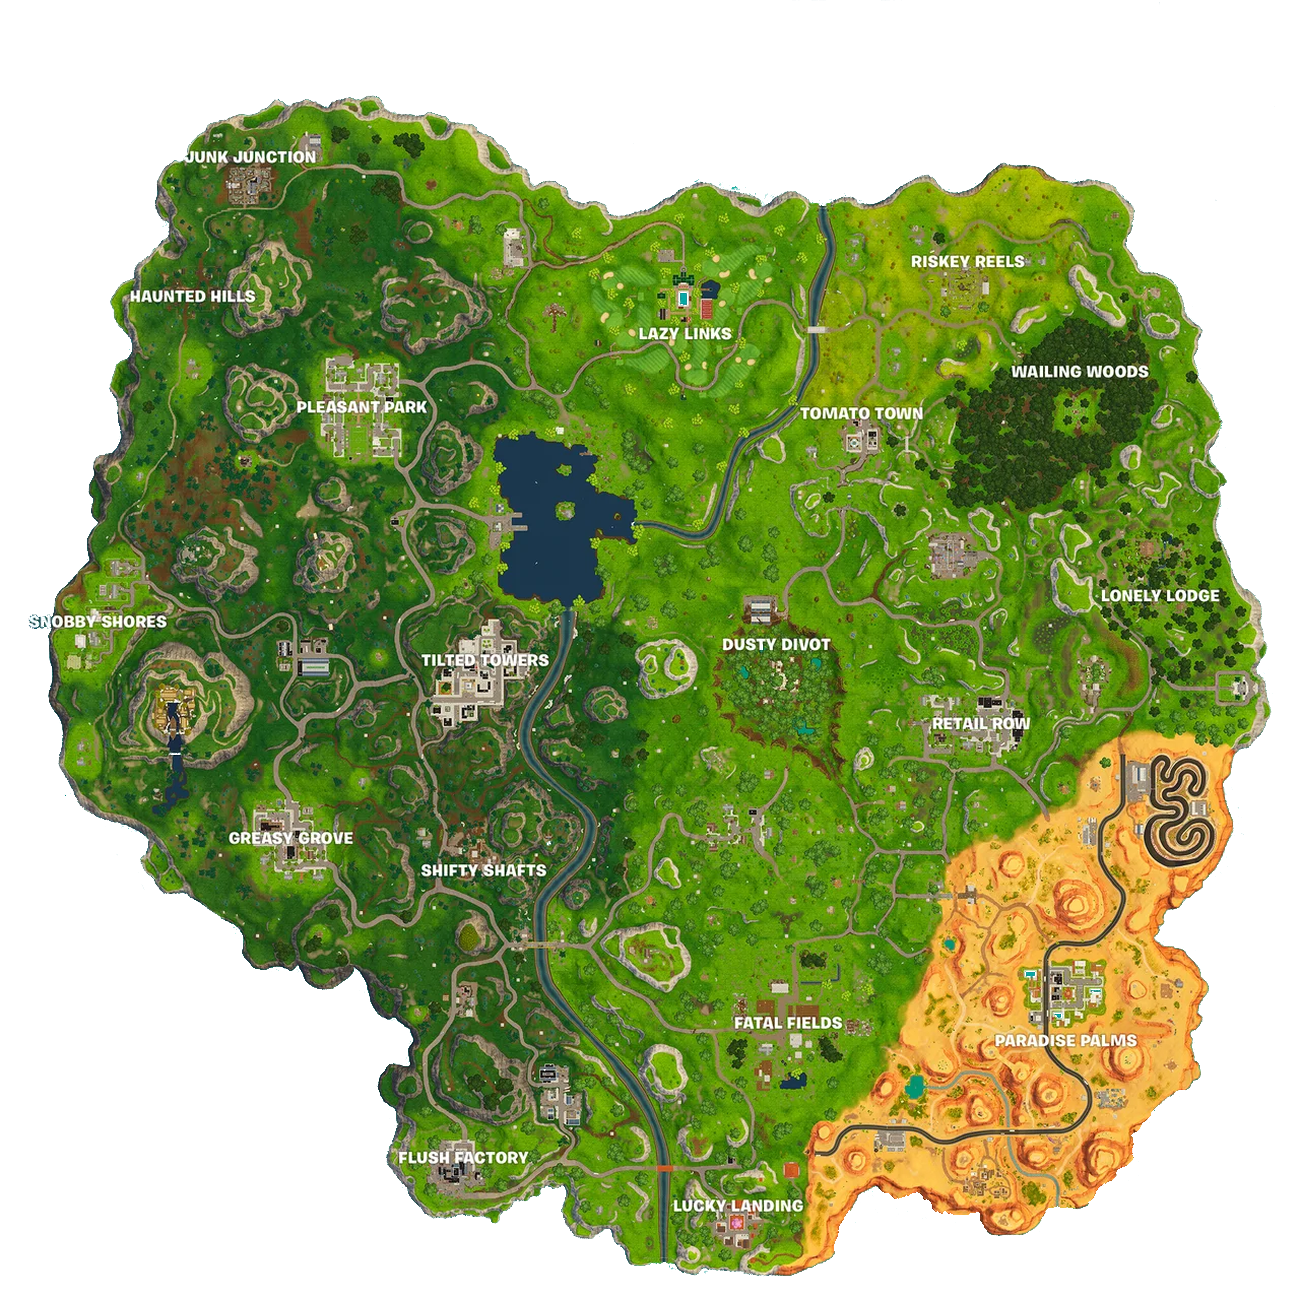 JUNK JUNCTION
RISKEY REELS
HAUNTED HILLS
LAZY LINKS
WAILING WOODS
PLEASANT PARK
TOMATO TOWN
LONELY LODGE
SNOBBY SHORES
DUSTY DIVOT
TILTED TOWERS
RETAIL ROW
GREASY GROVE
SHIFTY SHAFTS
FATAL FIELDS
PARADISE PALMS
FLUSH FACTORY
LUCKY LANDING